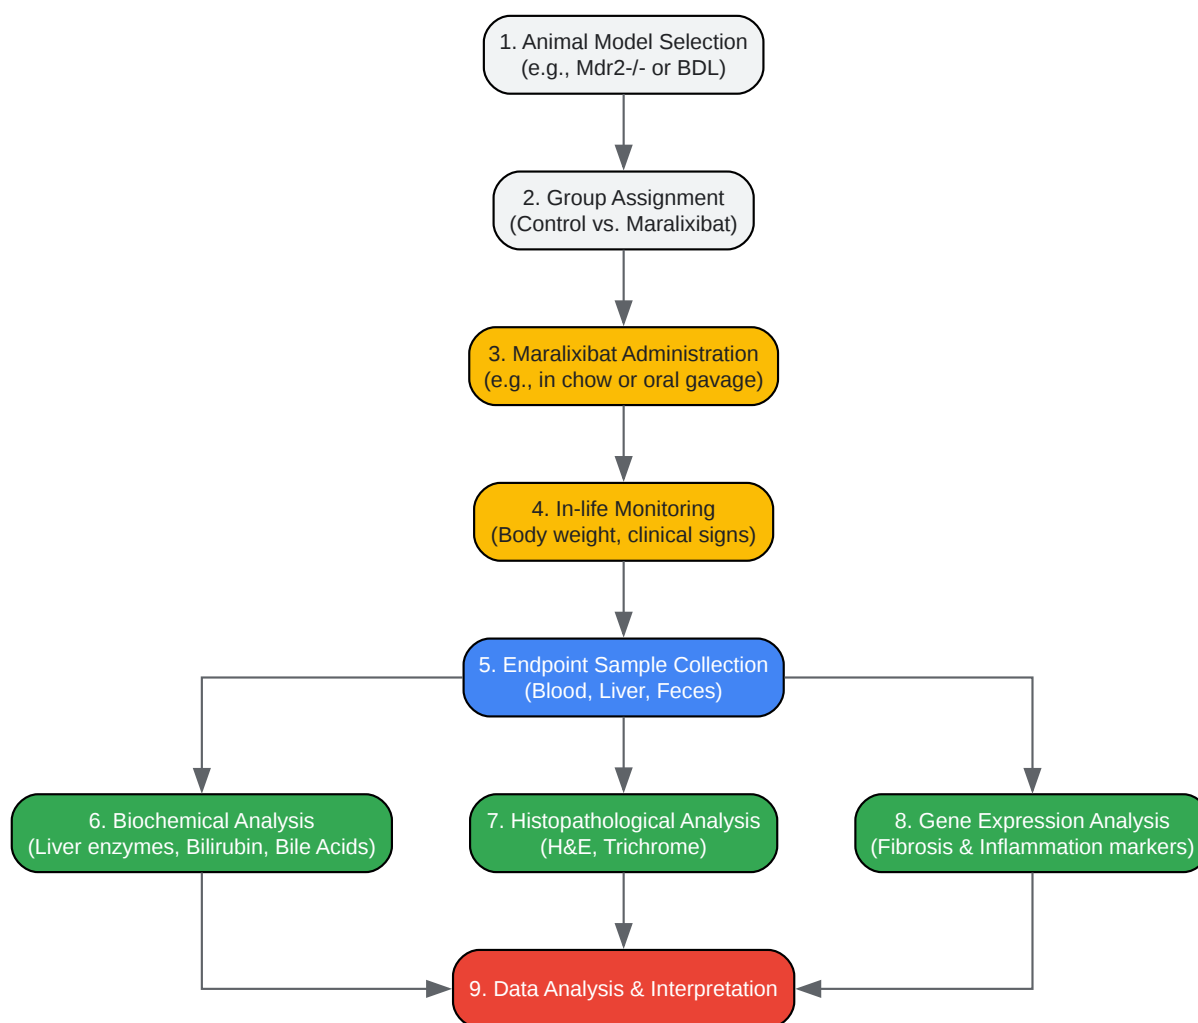 1. Animal Model Selection
(e.g., Mdr2-/- or BDL)
2. Group Assignment
(Control vs. Maralixibat)
3. Maralixibat Administration
(e.g., in chow or oral gavage)
4. In-life Monitoring
(Body weight, clinical signs)
5. Endpoint Sample Collection
(Blood, Liver, Feces)
6. Biochemical Analysis
(Liver enzymes, Bilirubin, Bile Acids)
7. Histopathological Analysis
(H&E, Trichrome)
8. Gene Expression Analysis
(Fibrosis & Inflammation markers)
9. Data Analysis & Interpretation